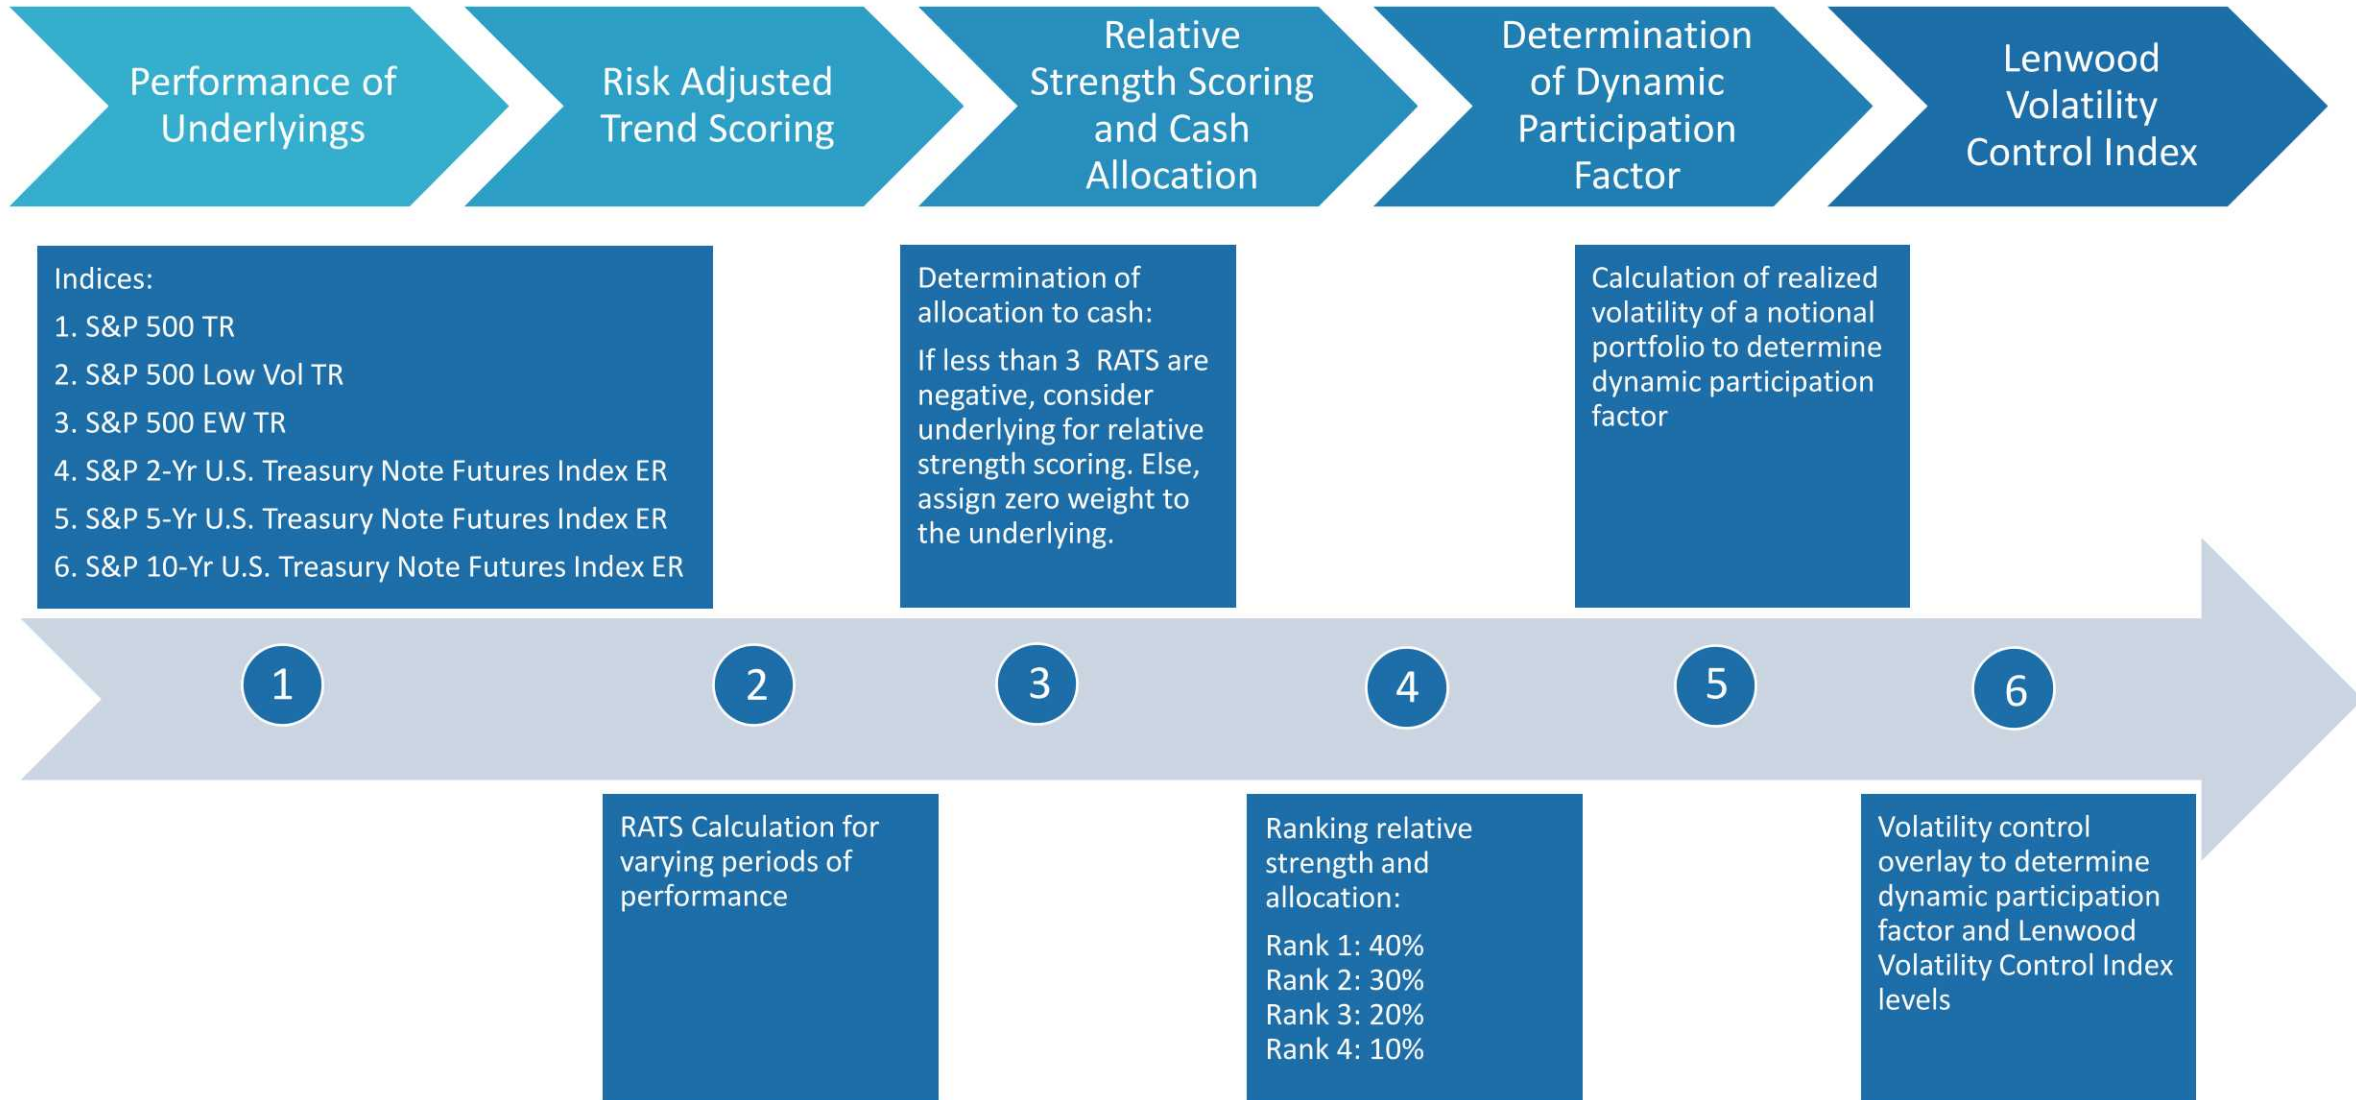 Performance of
Underlyings
Risk Adjusted
Trend Scoring
Relative
Strength Scoring
and Cash
Allocation
Determination
of Dynamic
Participation
Factor
Lenwood
Volatility
Control Index
Indices:
1. S&P 500 TR
2. S&P 500 Low Vol TR
3. S&P 500 EW TR
4. S&P 2-Yr U.S. Treasury Note Futures Index ER
5. S&P 5-Yr U.S. Treasury Note Futures Index ER
6. S&P 10-Yr U.S. Treasury Note Futures Index ER
Determination of
allocation to cash:
If less than 3 RATS are
negative, consider
underlying for relative
strength scoring. Else,
assign zero weight to
the underlying.
Calculation of realized
volatility of a notional
portfolio to determine
dynamic participation
factor
1
2
3
4
5
6
RATS Calculation for
varying periods of
performance
Ranking relative
strength and
allocation:
Rank 1: 40%
Rank 2: 30%
Rank 3: 20%
Rank 4: 10%
Volatility control
overlay to determine
dynamic participation
factor and Lenwood
Volatility Control Index
levels